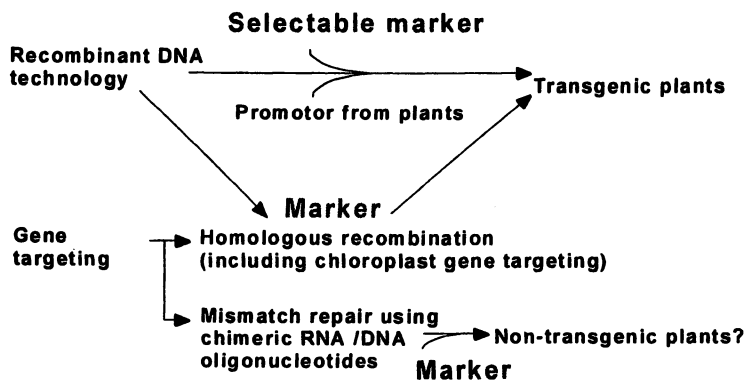 Selectable marker
Recombinant DNA
technology
Promotor from plants
Transgenic plants
Marker
Gene
targeting
Homologous recombination
(including chloroplast gene targeting)
Mismatch repair using
chimeric RNA /DNA
oligonucleotides
Non-transgenic plants?
Marker